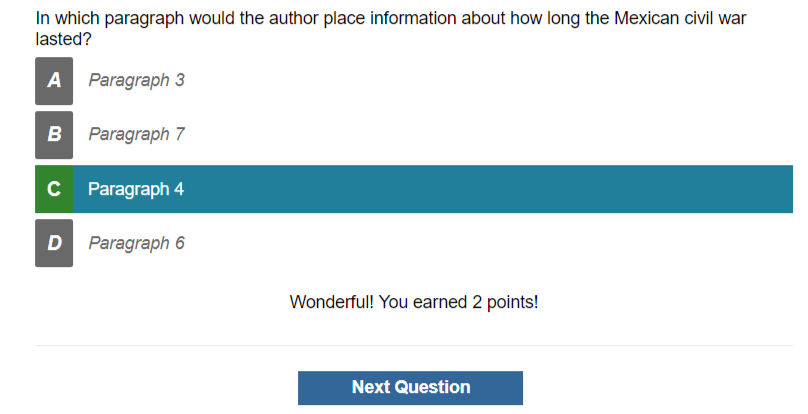 In which paragraph would the author place information about how long the Mexican civil war
lasted?
A Paragraph 3
B Paragraph 7
C Paragraph 4
D Paragraph 6
Wonderful! You earned 2 points!
Next Question